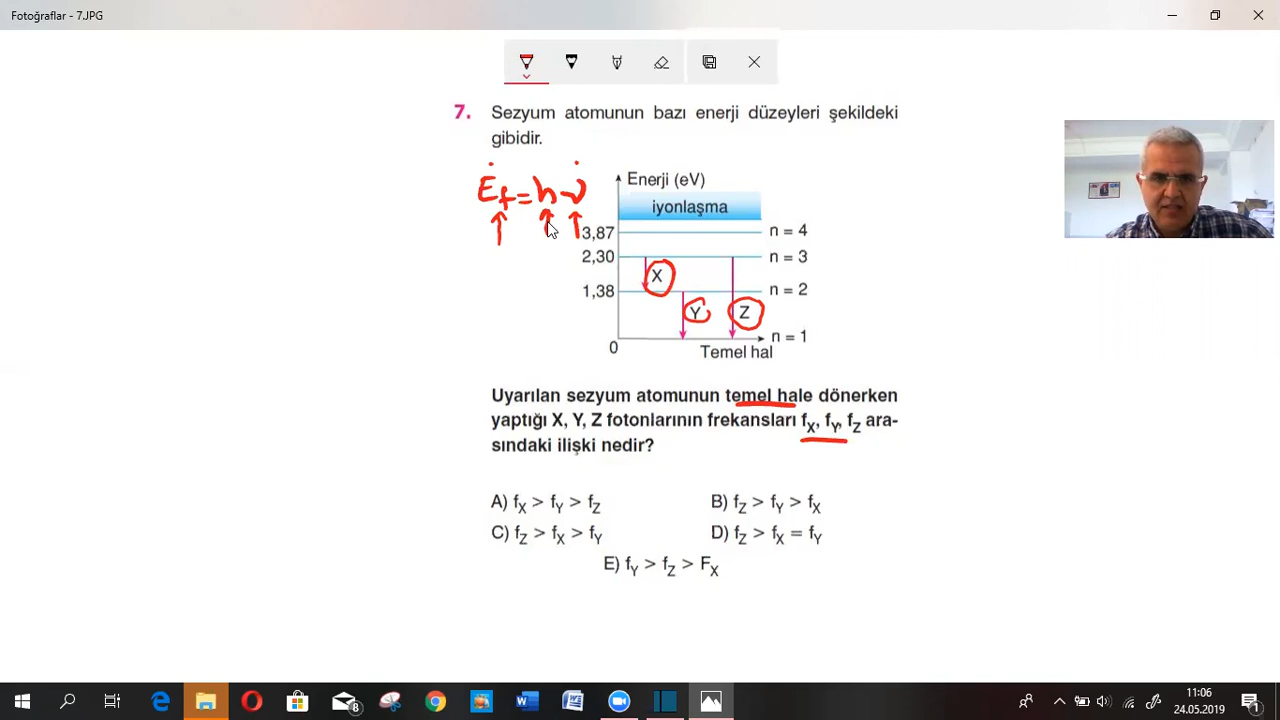 Fotoğraflar - 7.JPG
7. Sezyum atomunun bazı enerji düzeyleri şekildeki
gibidir.
Ef = h ν
Enerji (eV)
iyonlaşma
3,87 n = 4
2,30 n = 3
X
1,38 n = 2
Y Z
n = 1
0 Temel hal
Uyarılan sezyum atomunun temel hale dönerken
yaptığı X, Y, Z fotonlarının frekansları fX, fY, fZ ara-
sındaki ilişki nedir?
A) fX > fY > fZ B) fZ > fY > fX
C) fZ > fX > fY D) fZ > fX = fY
E) fY > fZ > FX
8
1
11:06
24.05.2019